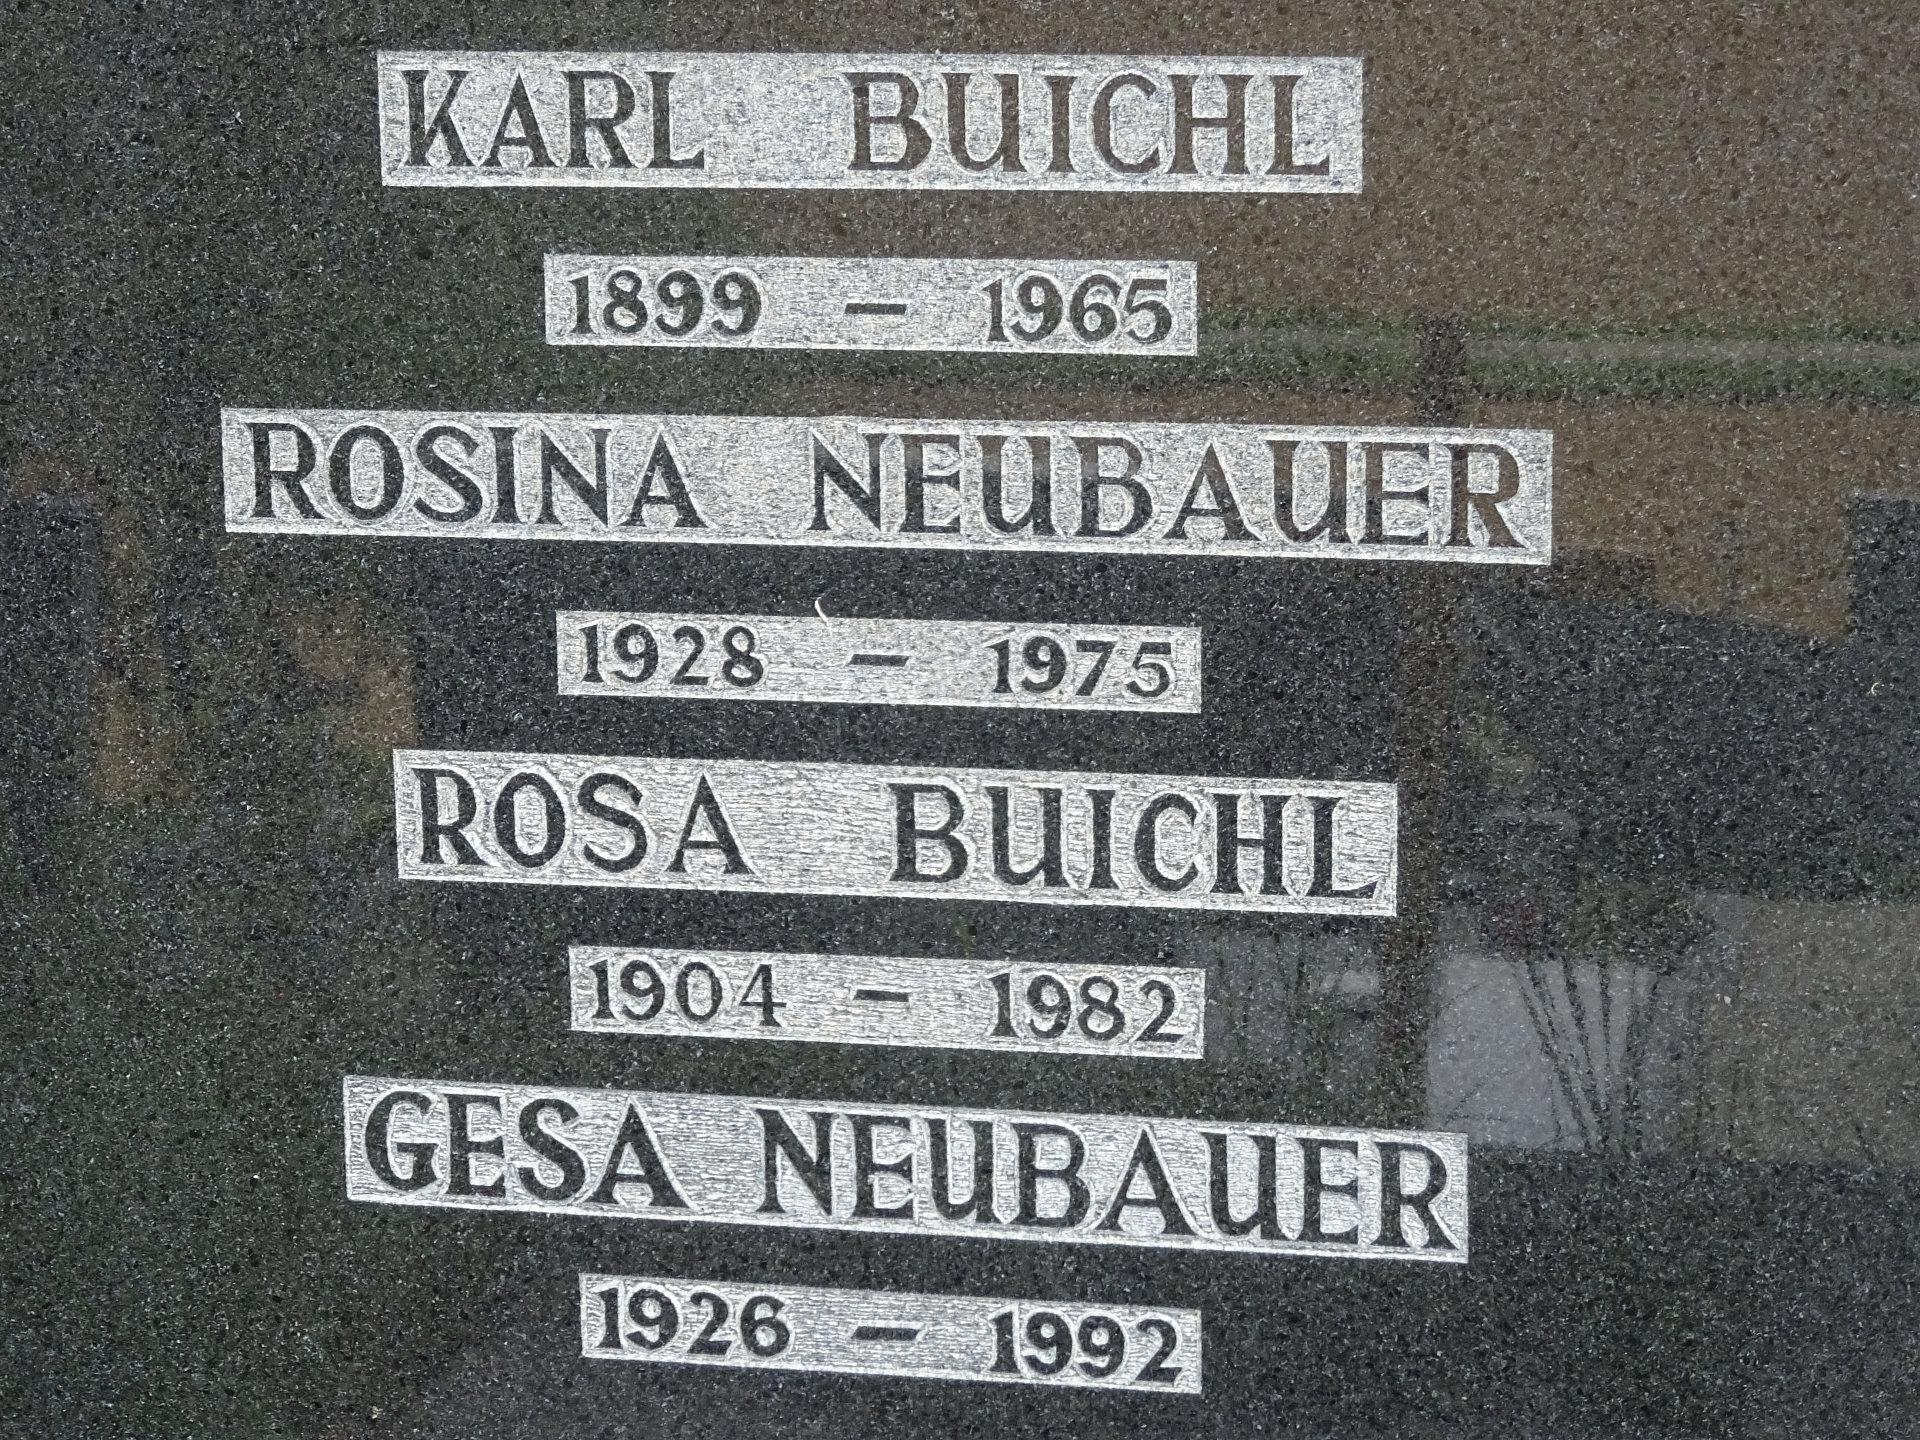 KARL BUICHL
1899 – 1965
ROSINA NEUBAUER
1928 – 1975
ROSA BUICHL
1904 – 1982
GESA NEUBAUER
1926 – 1992